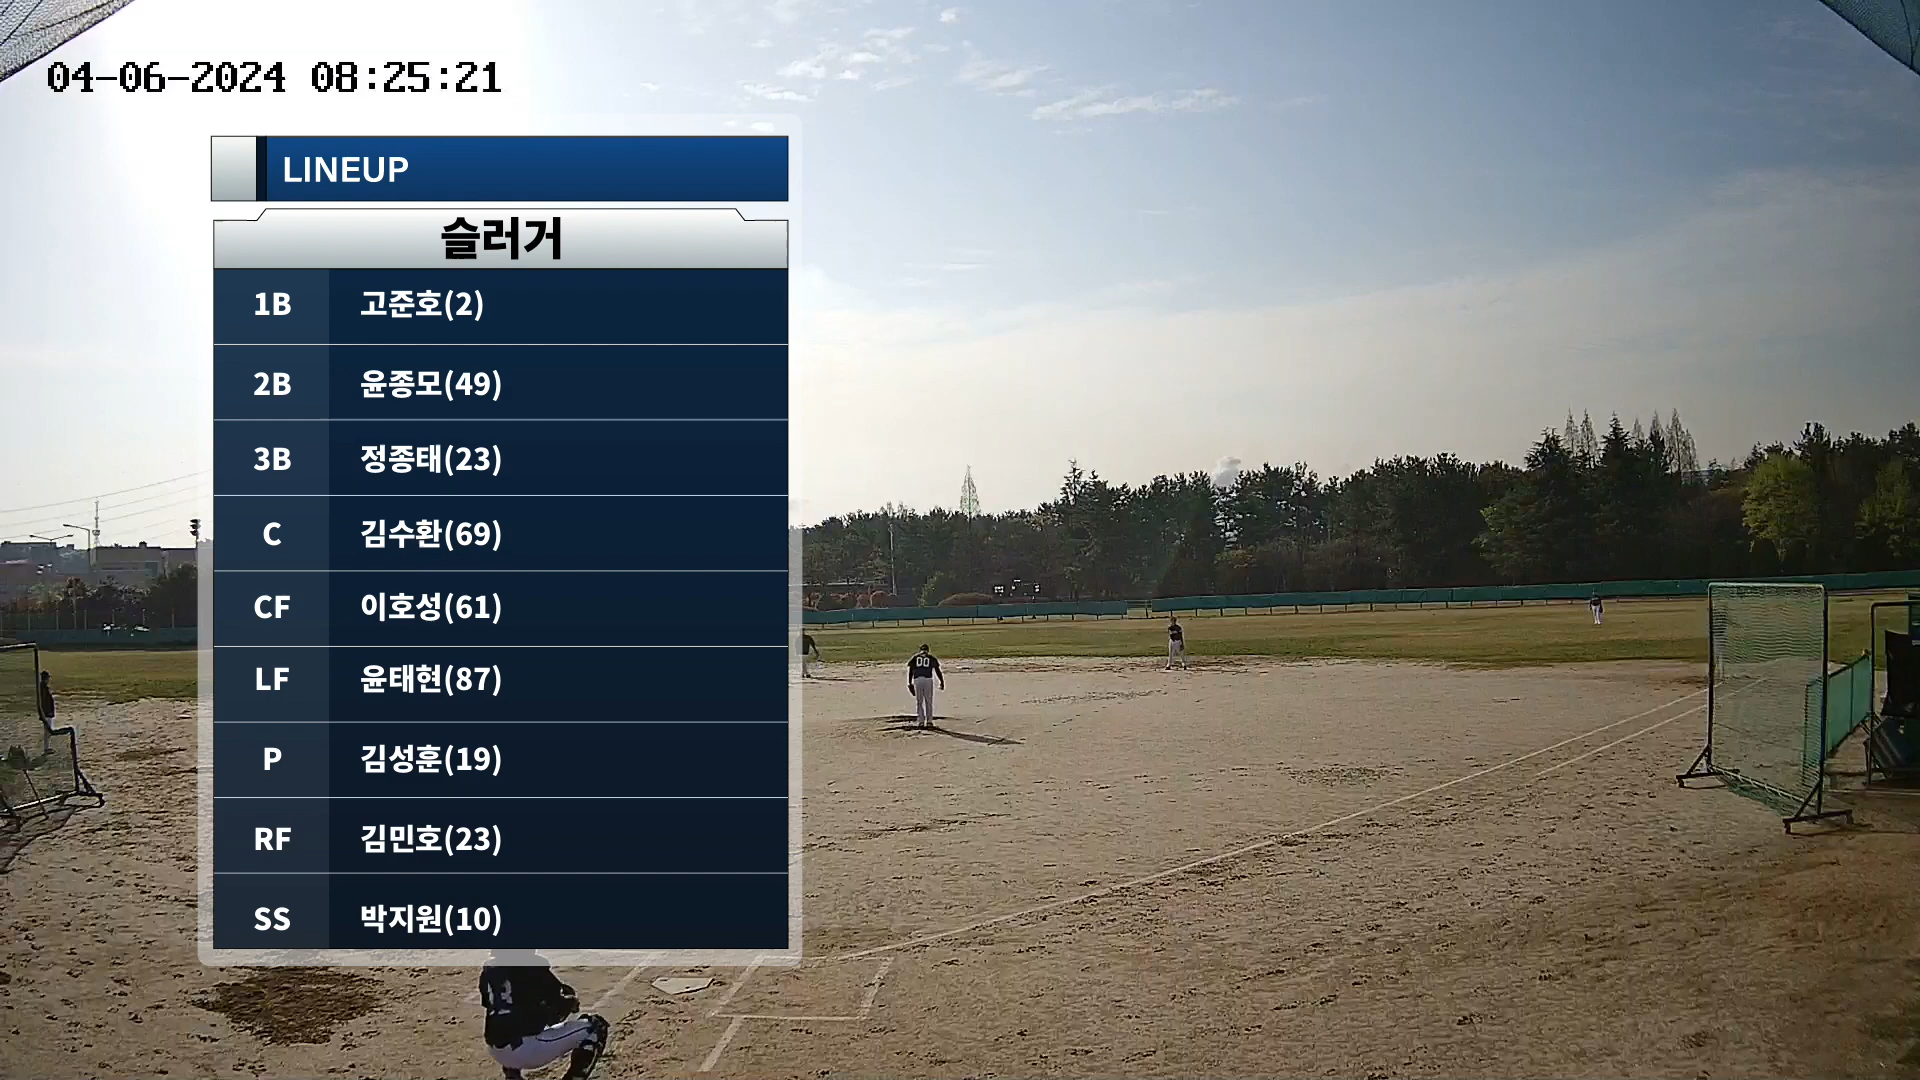 04-06-2024 08:25:21
LINEUP
슬러거
1B 고준호(2)
2B 윤종모(49)
3B 정종태(23)
C 김수환(69)
CF 이호성(61)
LF 윤태현(87)
P 김성훈(19)
RF 김민호(23)
SS 박지원(10)
00